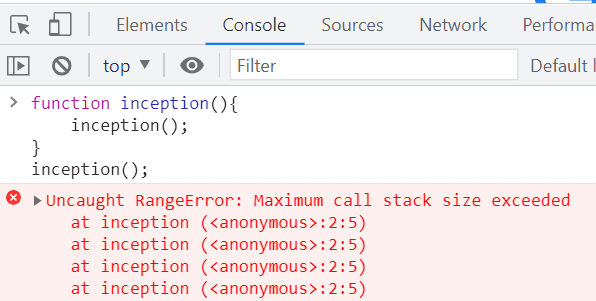 Elements Console Sources Network Performa
top ▼ Filter Default l
> function inception(){
inception();
}
inception();
▶Uncaught RangeError: Maximum call stack size exceeded
at inception (<anonymous>:2:5)
at inception (<anonymous>:2:5)
at inception (<anonymous>:2:5)
at inception (<anonymous>:2:5)